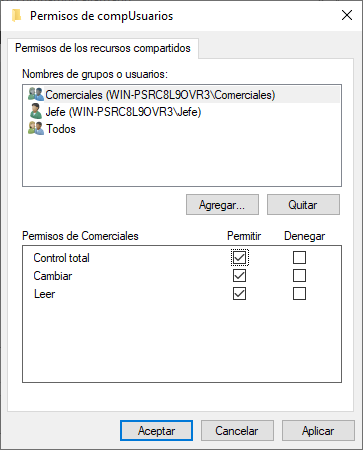 Permisos de compUsuarios
Permisos de los recursos compartidos
Nombres de grupos o usuarios:
Comerciales (WIN-PSRC8L9OVR3\Comerciales)
Jefe (WIN-PSRC8L9OVR3\Jefe)
Todos
Agregar... Quitar
Permisos de Comerciales Permitir Denegar
Control total
Cambiar
Leer
Aceptar Cancelar Aplicar